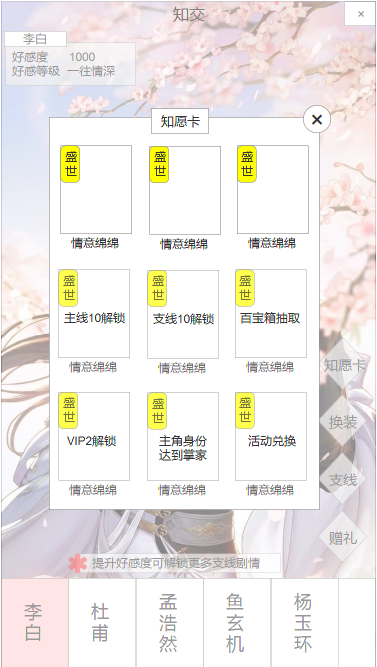 知交
×
李白
好感度 1000
好感等级 一往情深
知愿卡
×
盛世
盛世
盛世
情意绵绵
情意绵绵
情意绵绵
盛世
盛世
盛世
主线10解锁
支线10解锁
百宝箱抽取
情意绵绵
情意绵绵
情意绵绵
盛世
盛世
盛世
VIP2解锁
主角身份
达到掌家
活动兑换
情意绵绵
情意绵绵
情意绵绵
知愿卡
换装
支线
赠礼
提升好感度可解锁更多支线剧情
李白
杜甫
孟浩然
鱼玄机
杨玉环